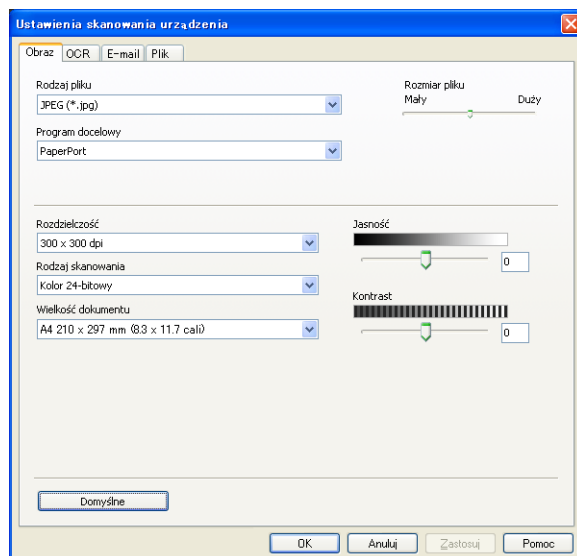 Ustawienia skanowania urządzenia
Obraz OCR E-mail Plik
Rodzaj pliku
JPEG (*.jpg)
Rozmiar pliku
Mały Duży
Program docelowy
PaperPort
Rozdzielczość
300 x 300 dpi
Rodzaj skanowania
Kolor 24-bitowy
Wielkość dokumentu
A4 210 x 297 mm (8.3 x 11.7 cali)
Jasność
0
Kontrast
0
Domyślne
OK Anuluj Zastosuj Pomoc